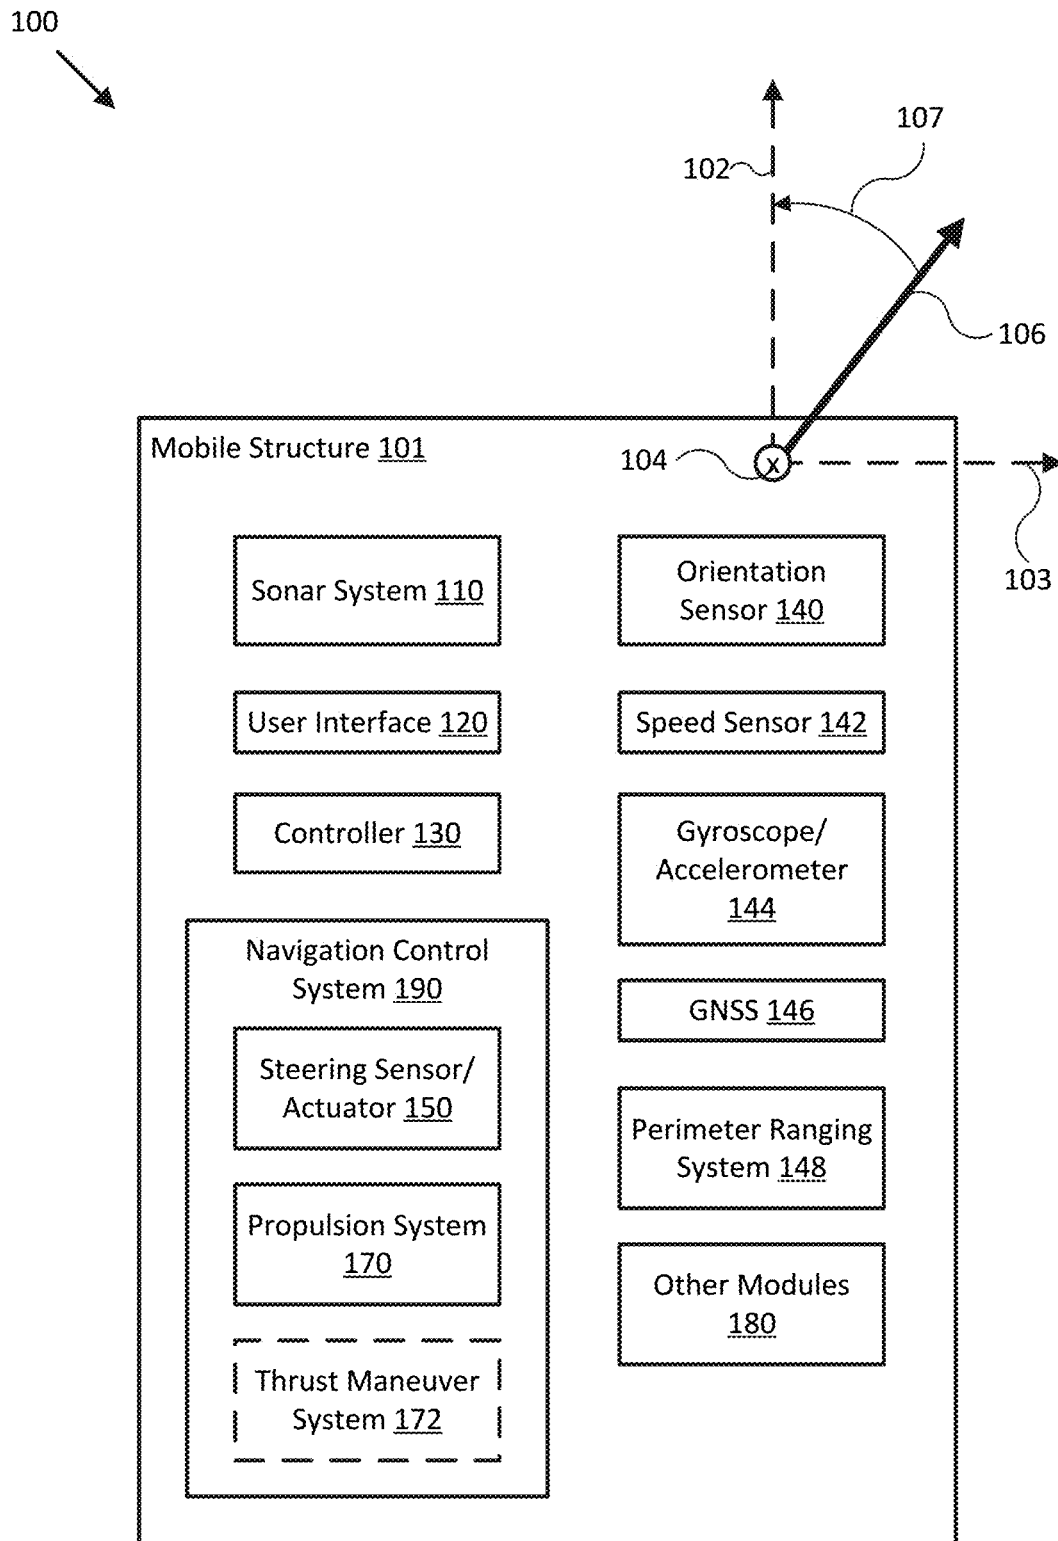 100
107
102
106
Mobile Structure 101
104
x
103
Sonar System 110
Orientation
Sensor 140
User Interface 120
Speed Sensor 142
Controller 130
Gyroscope/
Accelerometer
144
Navigation Control
System 190
GNSS 146
Steering Sensor/
Actuator 150
Perimeter Ranging
System 148
Propulsion System
170
Other Modules
180
Thrust Maneuver
System 172